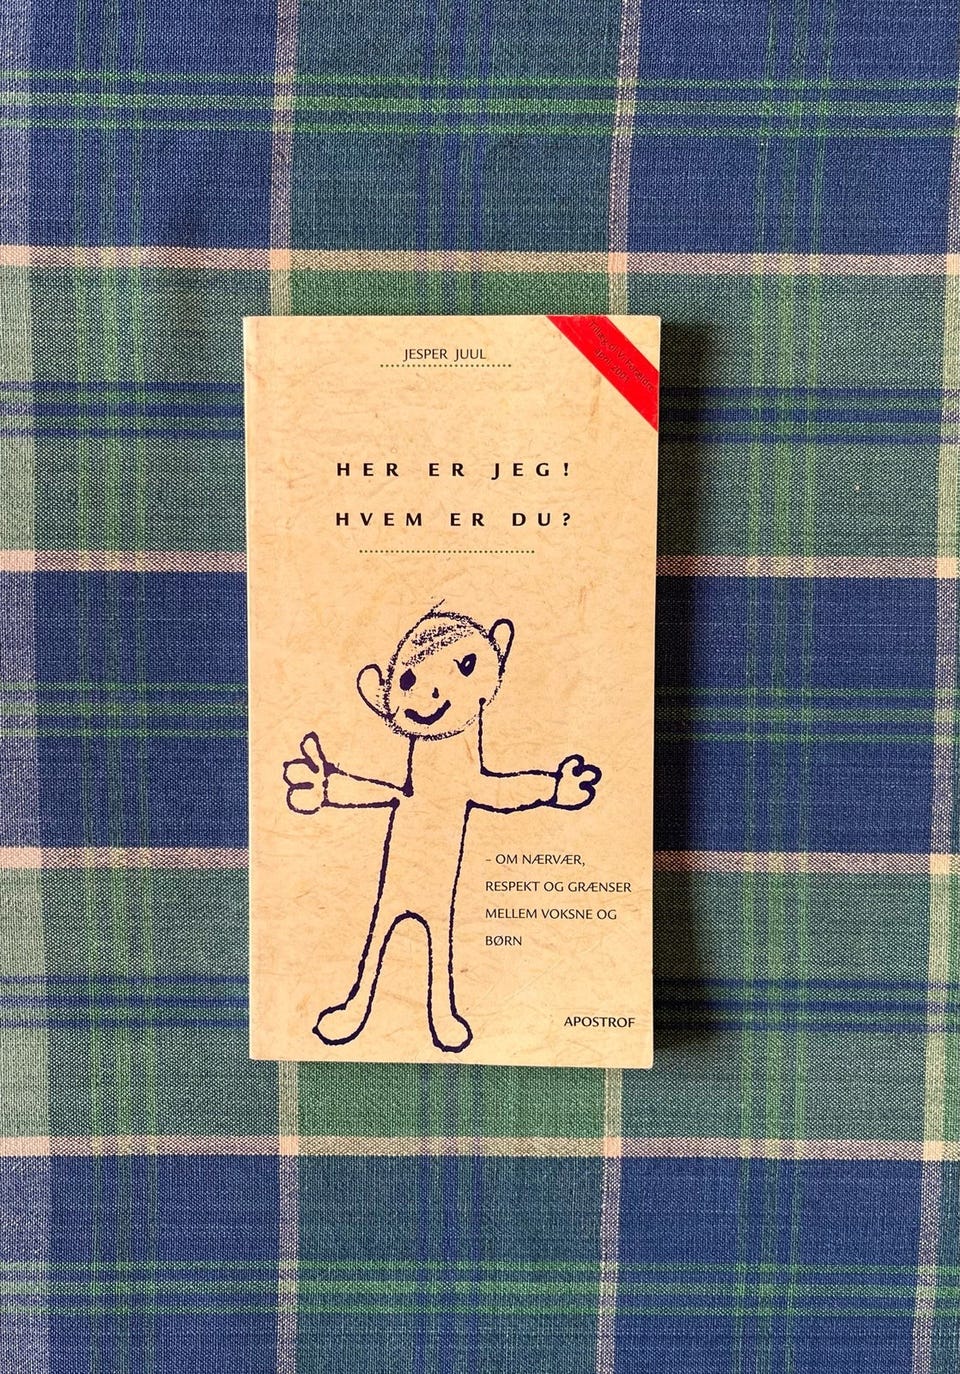 JESPER JUUL
HER ER JEG!
HVEM ER DU?
– OM NÆRVÆR,
RESPEKT OG GRÆNSER
MELLEM VOKSNE OG
BØRN
APOSTROF